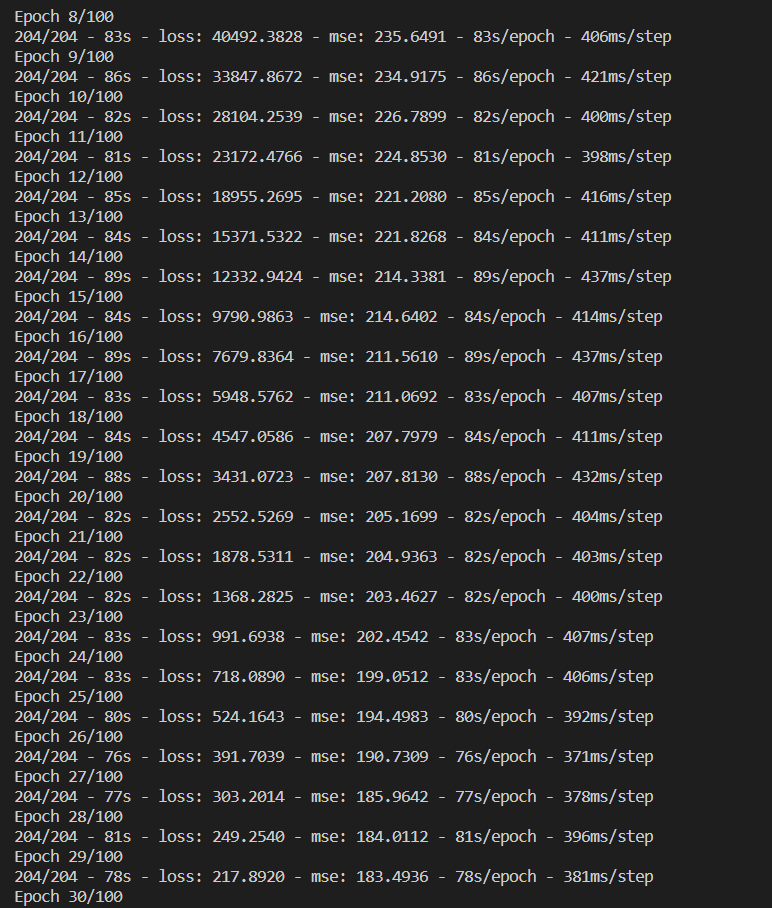 Epoch 8/100
204/204 - 83s - loss: 40492.3828 - mse: 235.6491 - 83s/epoch - 406ms/step
Epoch 9/100
204/204 - 86s - loss: 33847.8672 - mse: 234.9175 - 86s/epoch - 421ms/step
Epoch 10/100
204/204 - 82s - loss: 28104.2539 - mse: 226.7899 - 82s/epoch - 400ms/step
Epoch 11/100
204/204 - 81s - loss: 23172.4766 - mse: 224.8530 - 81s/epoch - 398ms/step
Epoch 12/100
204/204 - 85s - loss: 18955.2695 - mse: 221.2080 - 85s/epoch - 416ms/step
Epoch 13/100
204/204 - 84s - loss: 15371.5322 - mse: 221.8268 - 84s/epoch - 411ms/step
Epoch 14/100
204/204 - 89s - loss: 12332.9424 - mse: 214.3381 - 89s/epoch - 437ms/step
Epoch 15/100
204/204 - 84s - loss: 9790.9863 - mse: 214.6402 - 84s/epoch - 414ms/step
Epoch 16/100
204/204 - 89s - loss: 7679.8364 - mse: 211.5610 - 89s/epoch - 437ms/step
Epoch 17/100
204/204 - 83s - loss: 5948.5762 - mse: 211.0692 - 83s/epoch - 407ms/step
Epoch 18/100
204/204 - 84s - loss: 4547.0586 - mse: 207.7979 - 84s/epoch - 411ms/step
Epoch 19/100
204/204 - 88s - loss: 3431.0723 - mse: 207.8130 - 88s/epoch - 432ms/step
Epoch 20/100
204/204 - 82s - loss: 2552.5269 - mse: 205.1699 - 82s/epoch - 404ms/step
Epoch 21/100
204/204 - 82s - loss: 1878.5311 - mse: 204.9363 - 82s/epoch - 403ms/step
Epoch 22/100
204/204 - 82s - loss: 1368.2825 - mse: 203.4627 - 82s/epoch - 400ms/step
Epoch 23/100
204/204 - 83s - loss: 991.6938 - mse: 202.4542 - 83s/epoch - 407ms/step
Epoch 24/100
204/204 - 83s - loss: 718.0890 - mse: 199.0512 - 83s/epoch - 406ms/step
Epoch 25/100
204/204 - 80s - loss: 524.1643 - mse: 194.4983 - 80s/epoch - 392ms/step
Epoch 26/100
204/204 - 76s - loss: 391.7039 - mse: 190.7309 - 76s/epoch - 371ms/step
Epoch 27/100
204/204 - 77s - loss: 303.2014 - mse: 185.9642 - 77s/epoch - 378ms/step
Epoch 28/100
204/204 - 81s - loss: 249.2540 - mse: 184.0112 - 81s/epoch - 396ms/step
Epoch 29/100
204/204 - 78s - loss: 217.8920 - mse: 183.4936 - 78s/epoch - 381ms/step
Epoch 30/100